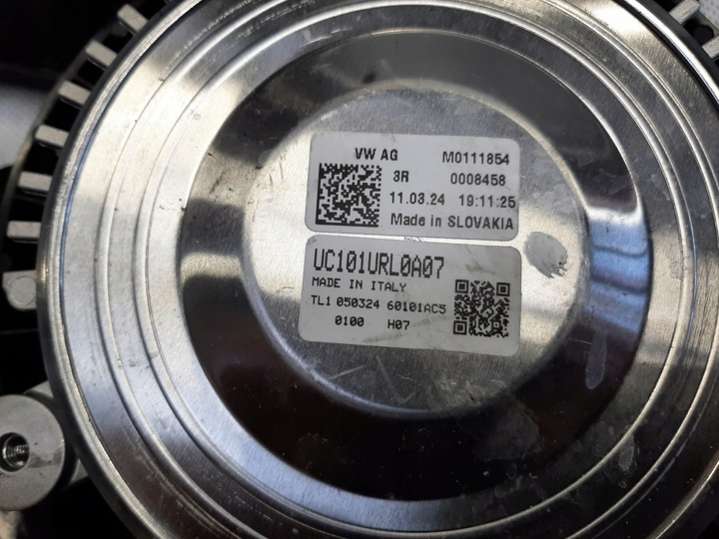 VW AG M0111854
3R 0008458
11.03.24 19:11:25
Made in SLOVAKIA
UC101URL0A07
MADE IN ITALY
TL1 050324 60101AC5
0100 H07